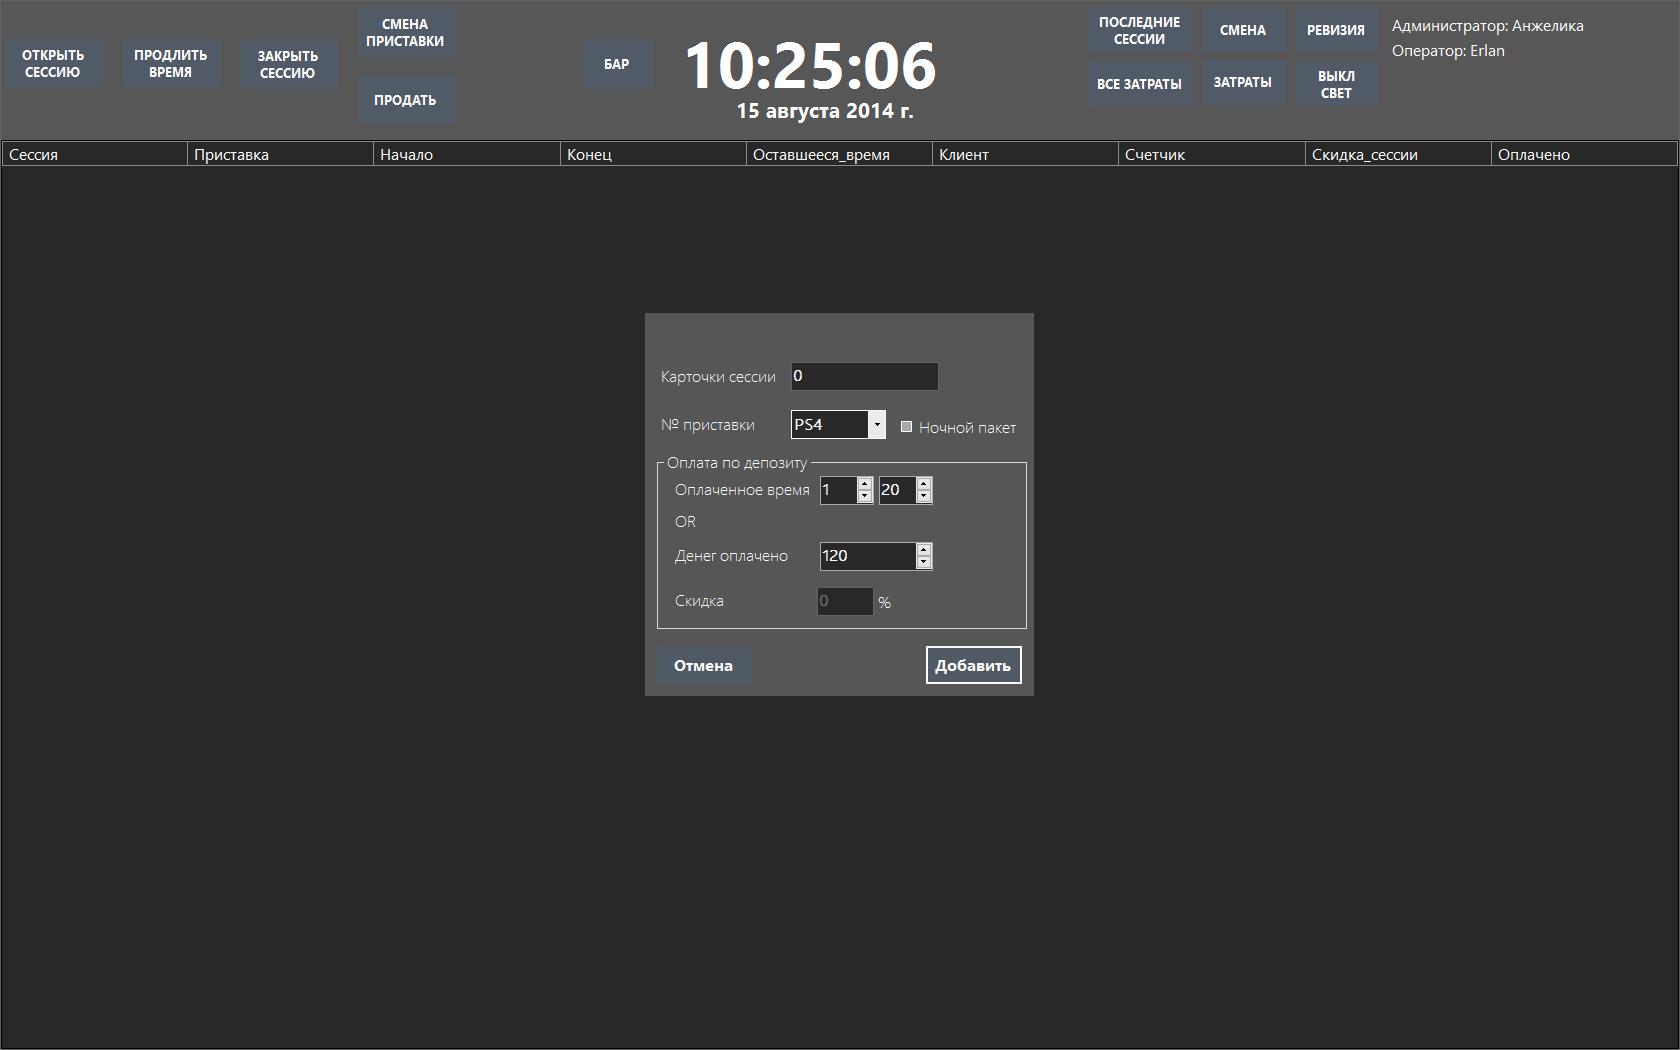 ОТКРЫТЬ
СЕССИЮ
ПРОДЛИТЬ
ВРЕМЯ
ЗАКРЫТЬ
СЕССИЮ
СМЕНА
ПРИСТАВКИ
ПРОДАТЬ
БАР
10:25:06
15 августа 2014 г.
ПОСЛЕДНИЕ
СЕССИИ
СМЕНА
РЕВИЗИЯ
ВСЕ ЗАТРАТЫ
ЗАТРАТЫ
ВЫКЛ
СВЕТ
Администратор: Анжелика
Оператор: Erlan
Сессия Приставка Начало Конец Оставшееся_время Клиент Счетчик Скидка_сессии Оплачено
Карточки сессии 0
№ приставки PS4 Ночной пакет
Оплата по депозиту
Оплаченное время 1 20
OR
Денег оплачено 120
Скидка 0 %
Отмена Добавить